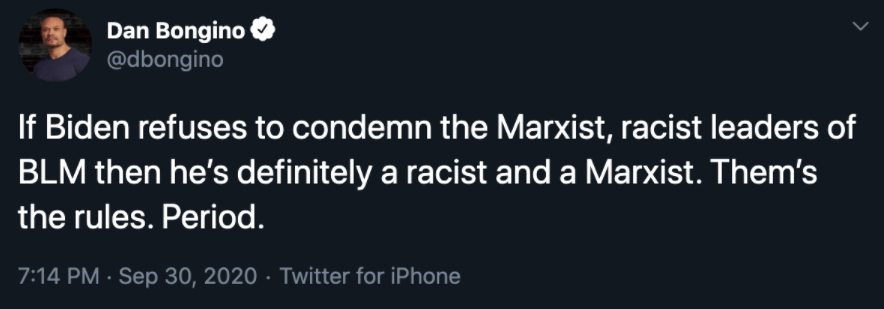 Dan Bongino
@dbongino
If Biden refuses to condemn the Marxist, racist leaders of
BLM then he’s definitely a racist and a Marxist. Them’s
the rules. Period.
7:14 PM · Sep 30, 2020 · Twitter for iPhone